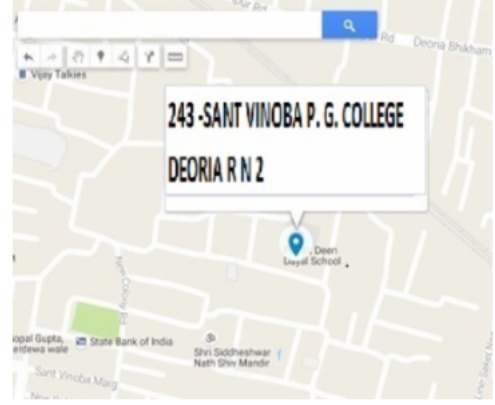 Rd
Deoria Bhikham
Vijay Talkies
243 -SANT VINOBA P. G. COLLEGE
DEORIA R N 2
, Deen
Dayal School
New Colony Rd
opal Gupta,
erdewa wale
State Bank of India
Shri Siddheshwar
Nath Shiv Mandir
Sant Vinoba Marg